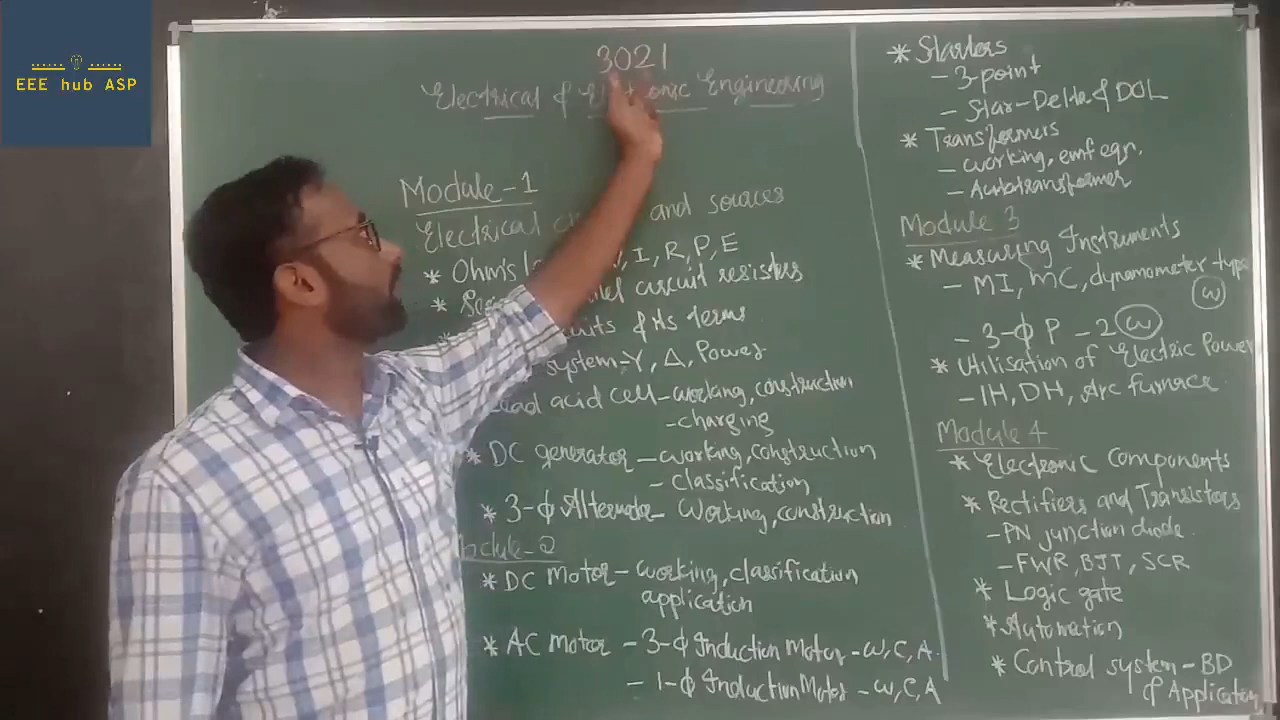 EEE hub ASP
3021
Electrical & Engineering
Module-1
Electrical and sources
* Ohm's I, R, P, E
* circuit resistors
& its terms
system-Y, Δ, Power
acid cell-working, construction
-charging
* DC generator -working, construction
- classification
* 3-ϕ Alternator- Working, construction
Module-2
* DC Motor-working, classification
application
* AC Motor - 3-ϕ Induction Motor-W, C, A.
- 1-ϕ Induction Motor-W, C, A
* Starters
- 3-point
- Star-Delta & DOL
* Transformers
- working, emf eqn.
- Autotransformer
Module 3
* Measuring Instruments
- MI, MC, dynamometer type
W
- 3-ϕ P - 2 W
* Utilisation of Electric Power
- IH, DH, Arc furnace
Module 4
* Electronic Components
* Rectifiers and Transistors
- PN junction diode
- FWR, BJT, SCR
* Logic gate
* Automation
* Control system-BD
& Application